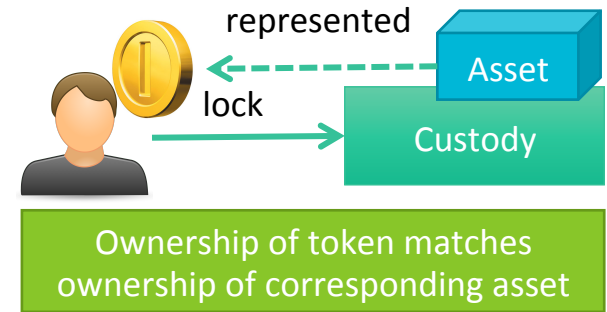 represented
Asset
lock
Custody
Ownership of token matches
ownership of corresponding asset